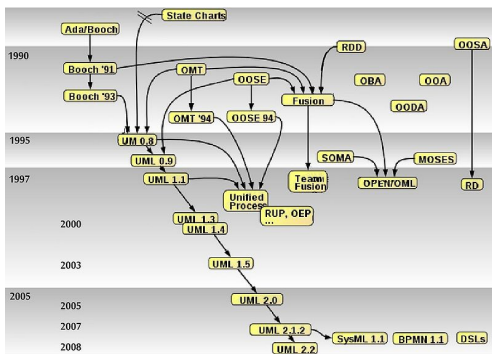 State Charts
Ada/Booch
1990
RDD
OOSA
Booch '91
OMT
OOSE
OBA
OOA
Booch '93
Fusion
OODA
OMT '94
OOSE 94
1995
UM 0.8
UML 0.9
SOMA
MOSES
1997
UML 1.1
Team
Fusion
OPEN/OML
RD
Unified
Process
RUP, OEP
...
UML 1.3
2000
UML 1.4
2003
UML 1.5
2005
UML 2.0
2005
2007
UML 2.1.2
SysML 1.1
BPMN 1.1
DSLs
2008
UML 2.2